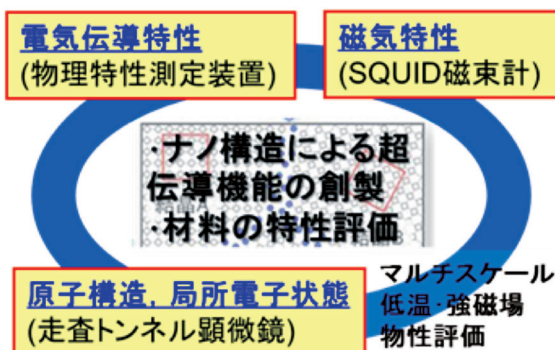 電気伝導特性
(物理特性測定装置)
磁気特性
(SQUID磁束計)
・ナノ構造による超
伝導機能の創製
・材料の特性評価
原子構造，局所電子状態
(走査トンネル顕微鏡)
マルチスケール
低温・強磁場
物性評価